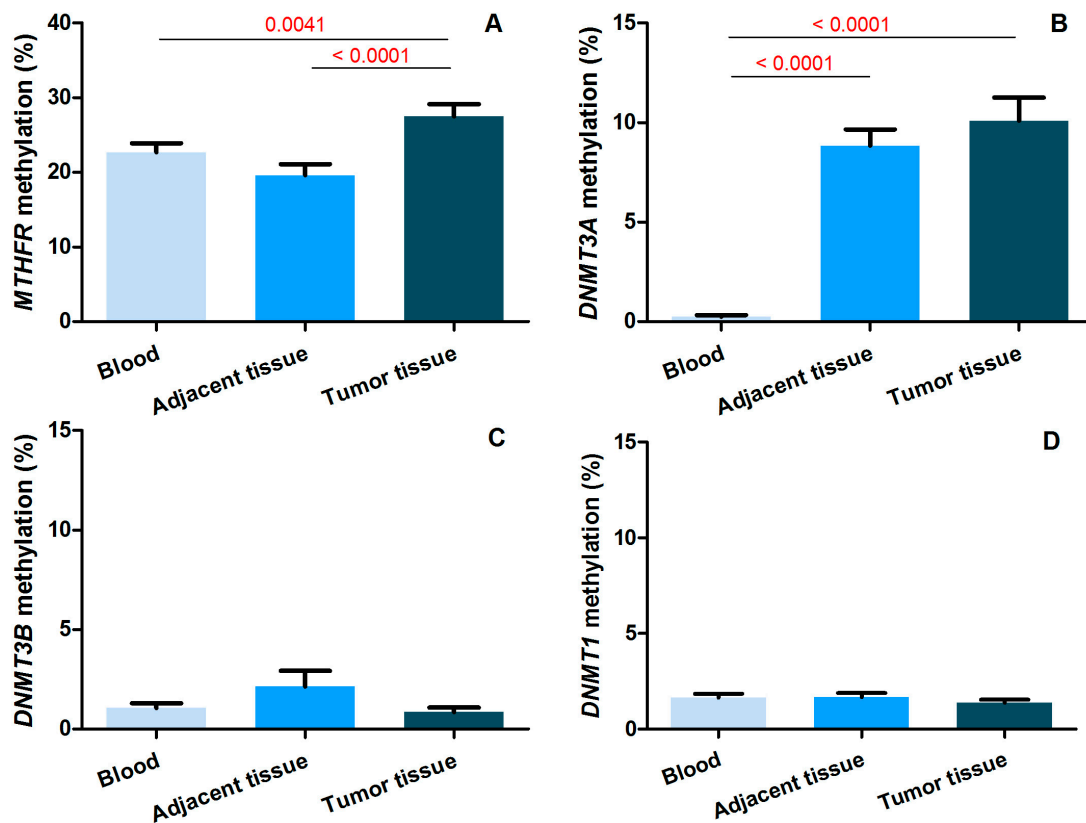 A
MTHFR methylation (%)
40
30
20
10
0
0.0041
< 0.0001
Blood
Adjacent tissue
Tumor tissue
B
DNMT3A methylation (%)
15
10
5
0
< 0.0001
< 0.0001
Blood
Adjacent tissue
Tumor tissue
C
DNMT3B methylation (%)
15
10
5
0
Blood
Adjacent tissue
Tumor tissue
D
DNMT1 methylation (%)
15
10
5
0
Blood
Adjacent tissue
Tumor tissue